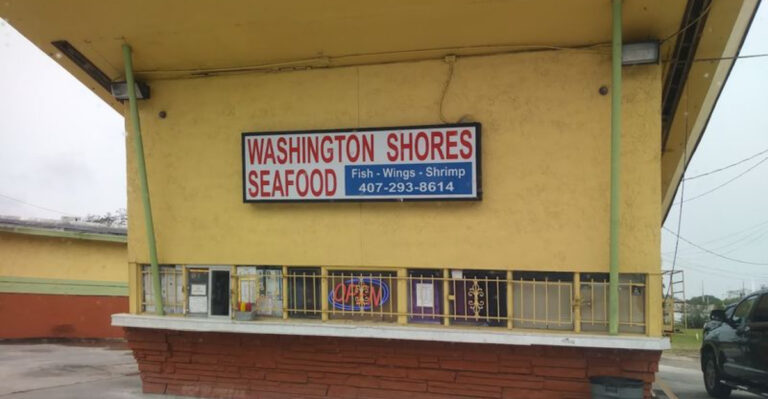 WASHINGTON SHORES
SEAFOOD
Fish - Wings - Shrimp
407-293-8614
OPEN